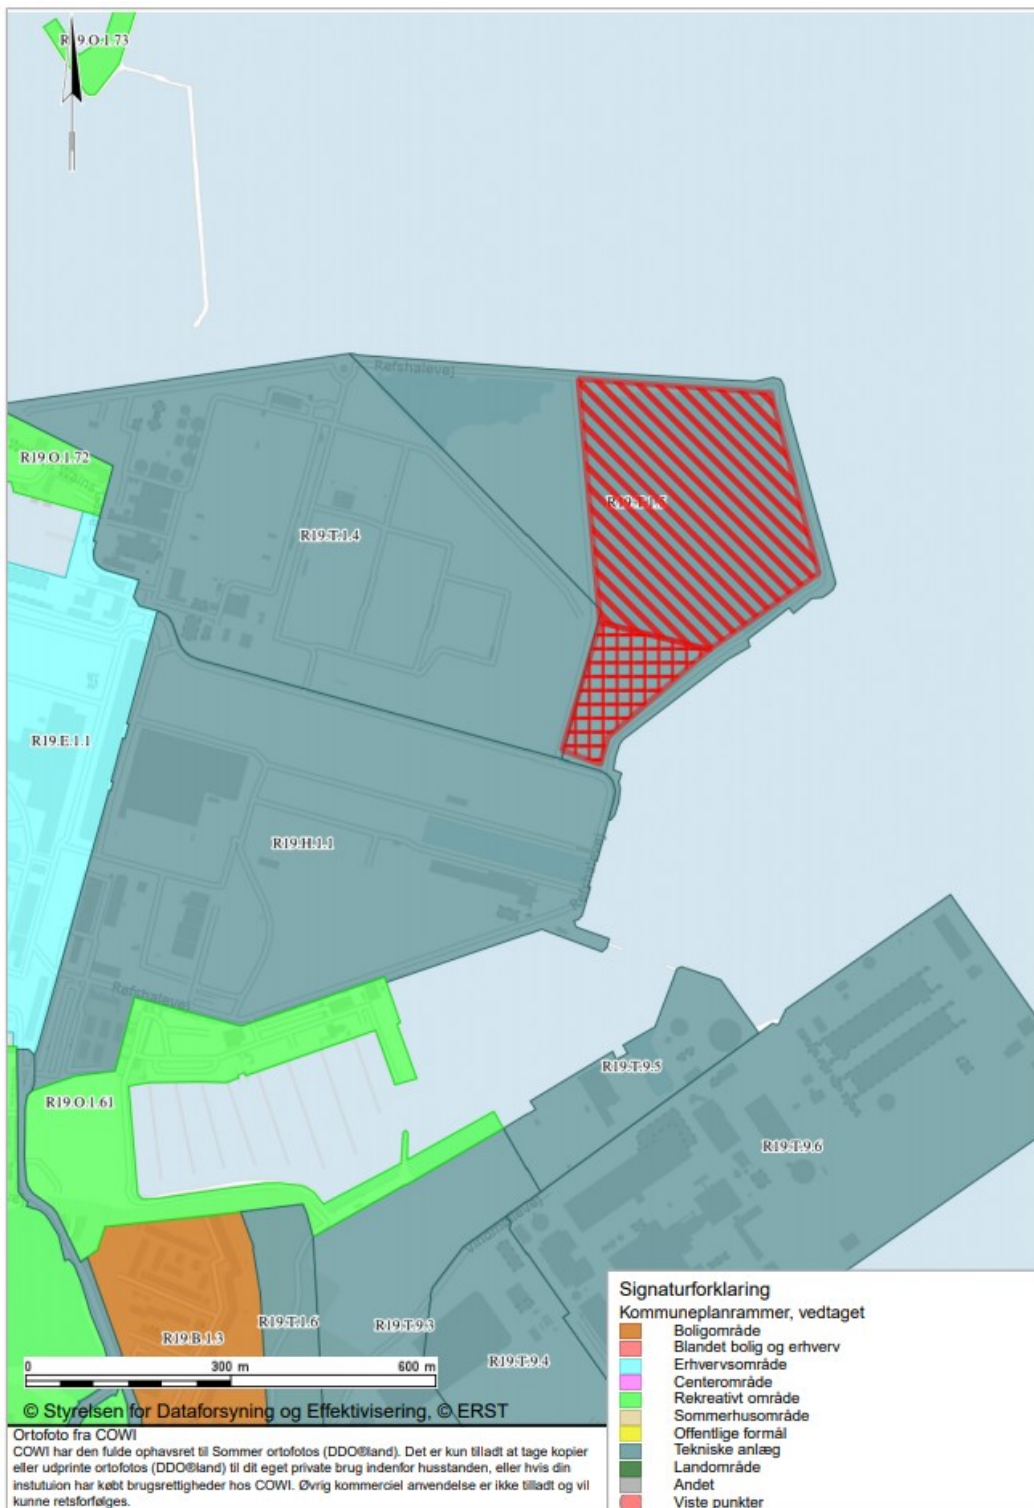 R19.O.1.73
Refshalevej
R19.O.1.72
R19.T.1.4
R19.E.1.1
R19.H.1.1
Refshalevej
R19.T.9.5
R19.O.1.61
R19.T.9.6
Vindmøllevej
R19.T.1.6
R19.T.9.3
R19.B.1.3
R19.T.9.4
0 300 m 600 m
© Styrelsen for Dataforsyning og Effektivisering, © ERST
Ortofoto fra COWI
COWI har den fulde ophavsret til Sommer ortofotos (DDO®land). Det er kun tilladt at tage kopier
eller udprinte ortofotos (DDO®land) til dit eget private brug indenfor husstanden, eller hvis din
instutuion har købt brugsrettigheder hos COWI. Øvrig kommerciel anvendelse er ikke tilladt og vil
kunne retsforfølges.
Signaturforklaring
Kommuneplanrammer, vedtaget
Boligområde
Blandet bolig og erhverv
Erhvervsområde
Centerområde
Rekreativt område
Sommerhusområde
Offentlige formål
Tekniske anlæg
Landområde
Andet
Viste punkter